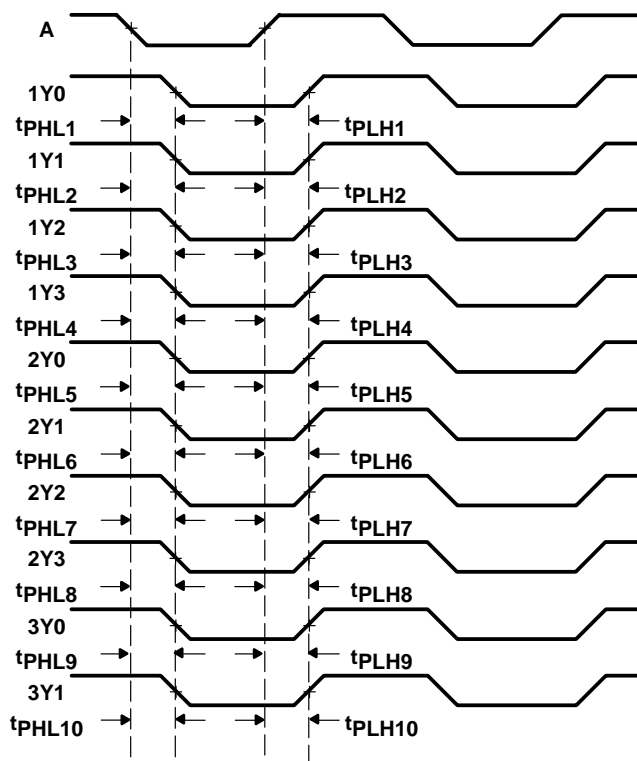 A
1Y0
tPHL1 tPLH1
1Y1
tPHL2 tPLH2
1Y2
tPHL3 tPLH3
1Y3
tPHL4 tPLH4
2Y0
tPHL5 tPLH5
2Y1
tPHL6 tPLH6
2Y2
tPHL7 tPLH7
2Y3
tPHL8 tPLH8
3Y0
tPHL9 tPLH9
3Y1
tPHL10 tPLH10